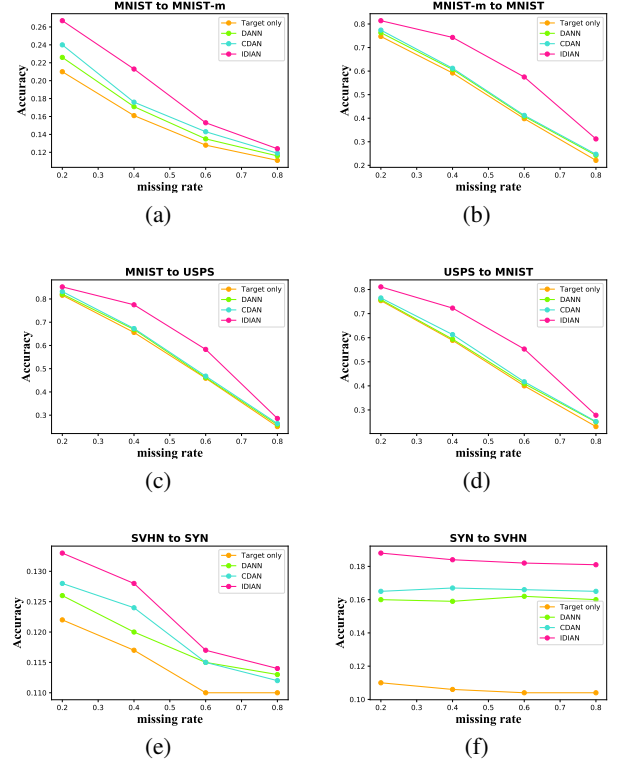 MNIST to MNIST-m
Accuracy
0.26
0.24
0.22
0.20
0.18
0.16
0.14
0.12
Target only
DANN
CDAN
IDIAN
0.2 0.3 0.4 0.5 0.6 0.7 0.8
missing rate
(a)
MNIST-m to MNIST
Accuracy
0.8
0.7
0.6
0.5
0.4
0.3
0.2
Target only
DANN
CDAN
IDIAN
0.2 0.3 0.4 0.5 0.6 0.7 0.8
missing rate
(b)
MNIST to USPS
Accuracy
0.8
0.7
0.6
0.5
0.4
0.3
Target only
DANN
CDAN
IDIAN
0.2 0.3 0.4 0.5 0.6 0.7 0.8
missing rate
(c)
USPS to MNIST
Accuracy
0.8
0.7
0.6
0.5
0.4
0.3
Target only
DANN
CDAN
IDIAN
0.2 0.3 0.4 0.5 0.6 0.7 0.8
missing rate
(d)
SVHN to SYN
Accuracy
0.130
0.125
0.120
0.115
0.110
Target only
DANN
CDAN
IDIAN
0.2 0.3 0.4 0.5 0.6 0.7 0.8
missing rate
(e)
SYN to SVHN
Accuracy
0.18
0.16
0.14
0.12
0.10
Target only
DANN
CDAN
IDIAN
0.2 0.3 0.4 0.5 0.6 0.7 0.8
missing rate
(f)